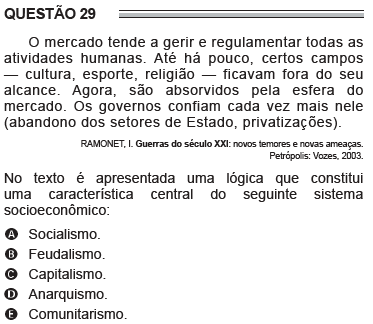 QUESTÃO 29
O mercado tende a gerir e regulamentar todas as
atividades humanas. Até há pouco, certos campos
— cultura, esporte, religião — ficavam fora do seu
alcance. Agora, são absorvidos pela esfera do
mercado. Os governos confiam cada vez mais nele
(abandono dos setores de Estado, privatizações).
RAMONET, I. Guerras do século XXI: novos temores e novas ameaças.
Petrópolis: Vozes, 2003.
No texto é apresentada uma lógica que constitui
uma característica central do seguinte sistema
socioeconômico:
A Socialismo.
B Feudalismo.
C Capitalismo.
D Anarquismo.
E Comunitarismo.